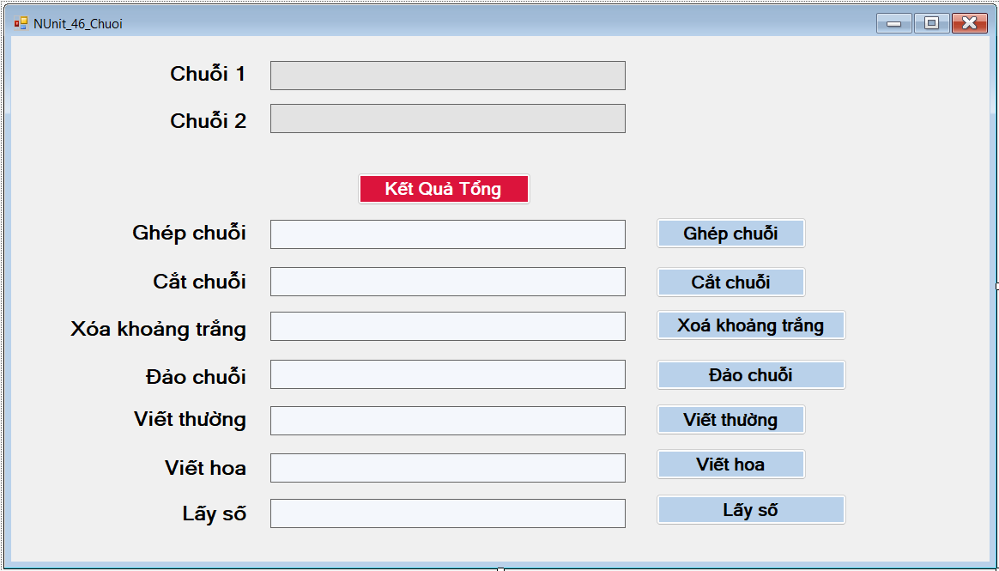 NUnit_46_Chuoi
Chuỗi 1
Chuỗi 2
Kết Quả Tổng
Ghép chuỗi Ghép chuỗi
Cắt chuỗi Cắt chuỗi
Xóa khoảng trắng Xoá khoảng trắng
Đảo chuỗi Đảo chuỗi
Viết thường Viết thường
Viết hoa Viết hoa
Lấy số Lấy số